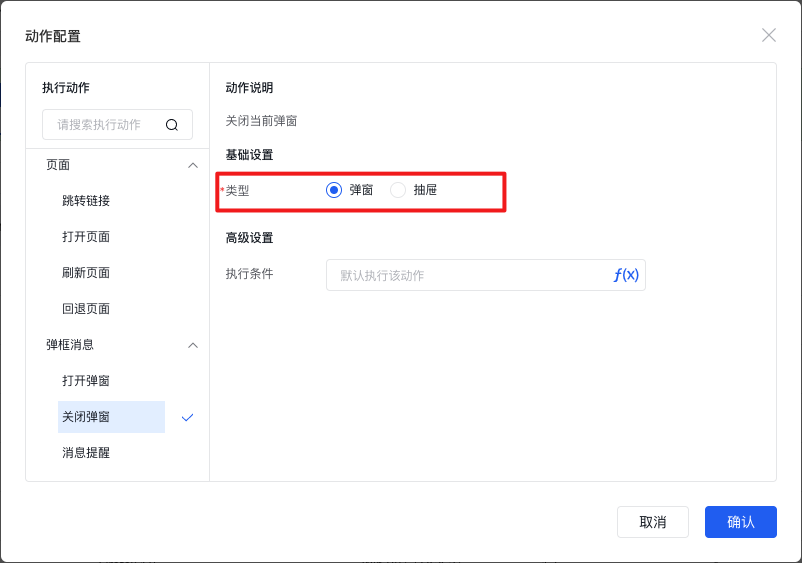 动作配置
执行动作
请搜索执行动作
页面
跳转链接
打开页面
刷新页面
回退页面
弹框消息
打开弹窗
关闭弹窗
消息提醒
动作说明
关闭当前弹窗
基础设置
*类型 弹窗 抽屉
高级设置
执行条件 默认执行该动作 ƒ(x)
取消 确认